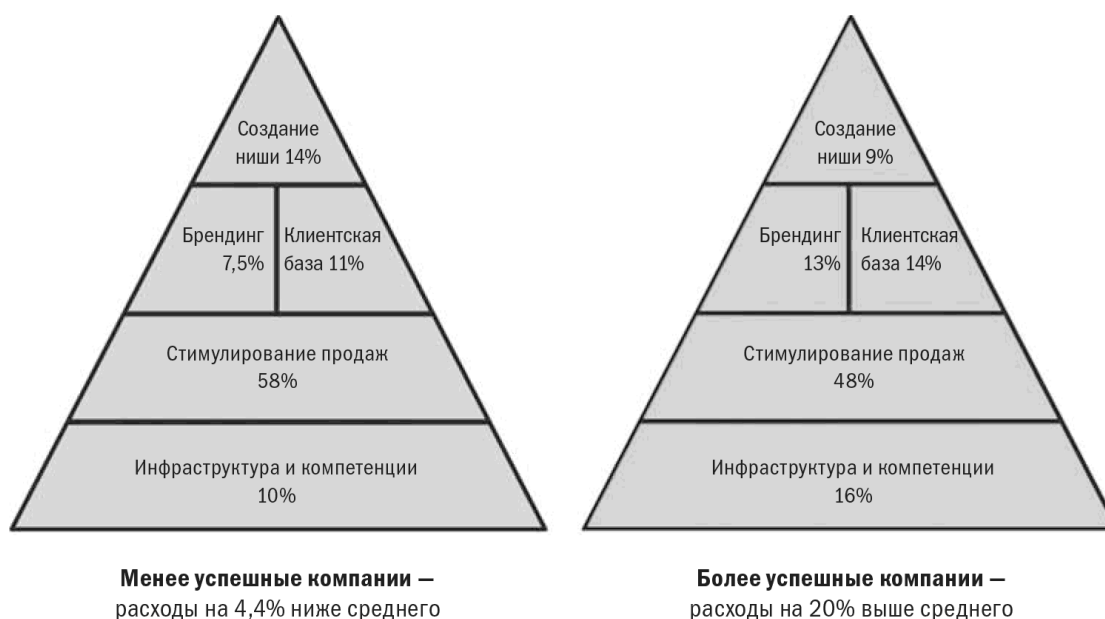 Создание
ниши 14%
Брендинг
7,5%
Клиентская
база 11%
Стимулирование продаж
58%
Инфраструктура и компетенции
10%
Менее успешные компании —
расходы на 4,4% ниже среднего
Создание
ниши 9%
Брендинг
13%
Клиентская
база 14%
Стимулирование продаж
48%
Инфраструктура и компетенции
16%
Более успешные компании —
расходы на 20% выше среднего